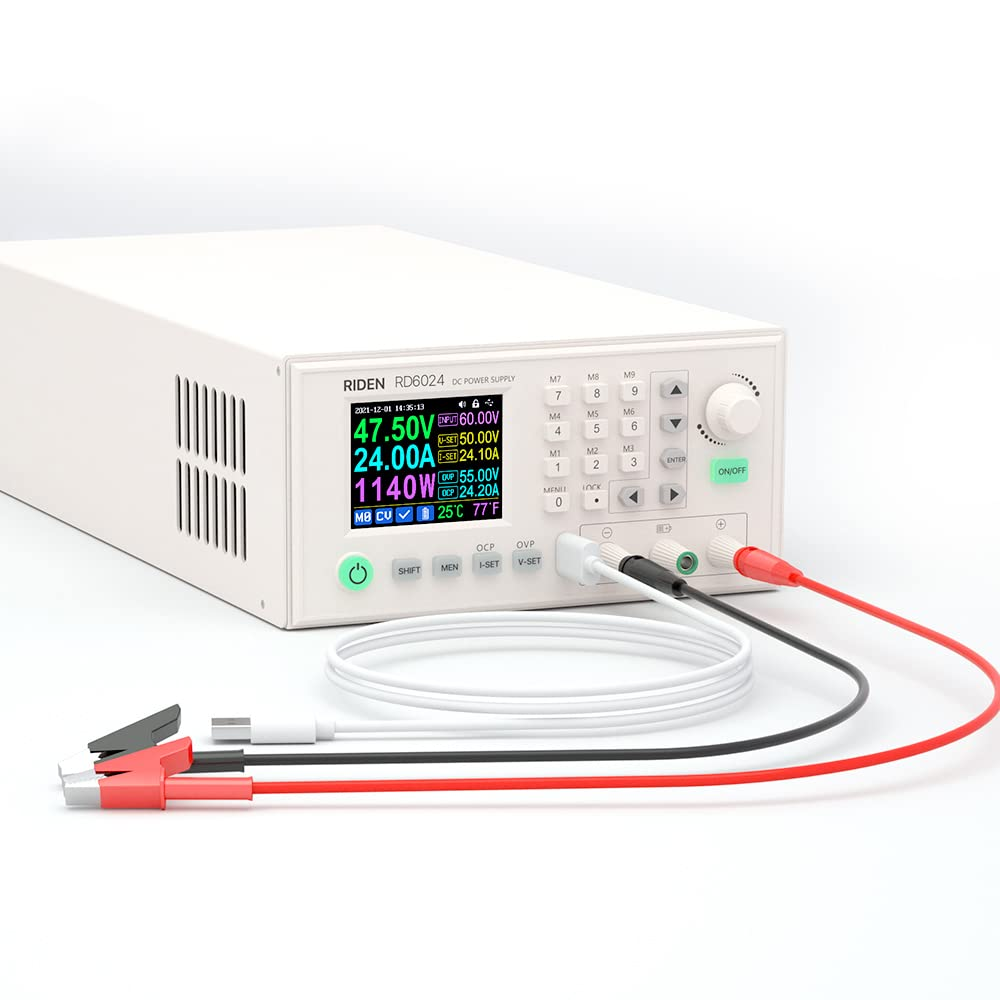 RIDEN RD6024 DC POWER SUPPLY
2021-12-01 14:35:13
47.50V
24.00A
1140W
INPUT 60.00V
V-SET 50.00V
I-SET 24.10A
OVP 55.00V
OCP 24.20A
M0 CV 25°C 77°F
M7 M8 M9
7 8 9
M4 M5 M6
4 5 6
M1 M2 M3
1 2 3 ENTER
MENU LOCK
0 .
ON/OFF
- +
OCP OVP
SHIFT MEN I-SET V-SET